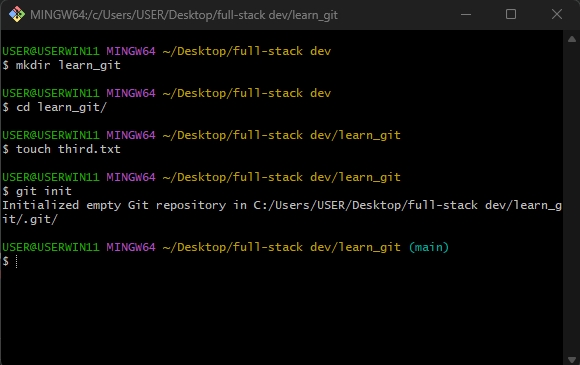 MINGW64:/c/Users/USER/Desktop/full-stack dev/learn_git
USER@USERWIN11 MINGW64 ~/Desktop/full-stack dev
$ mkdir learn_git
USER@USERWIN11 MINGW64 ~/Desktop/full-stack dev
$ cd learn_git/
USER@USERWIN11 MINGW64 ~/Desktop/full-stack dev/learn_git
$ touch third.txt
USER@USERWIN11 MINGW64 ~/Desktop/full-stack dev/learn_git
$ git init
Initialized empty Git repository in C:/Users/USER/Desktop/full-stack dev/learn_g
it/.git/
USER@USERWIN11 MINGW64 ~/Desktop/full-stack dev/learn_git (main)
$